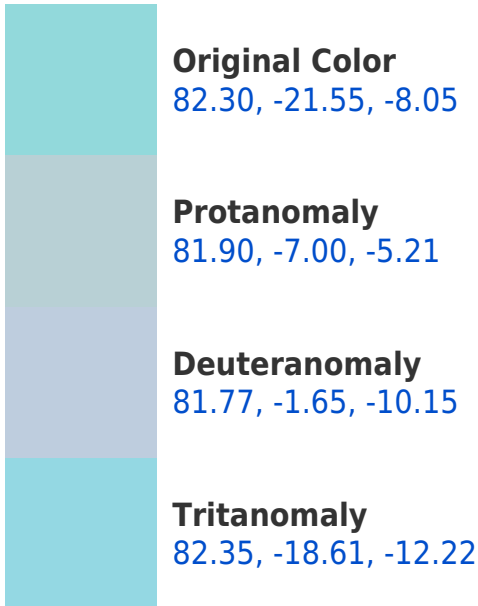 Original Color
82.30, -21.55, -8.05
Protanomaly
81.90, -7.00, -5.21
Deuteranomaly
81.77, -1.65, -10.15
Tritanomaly
82.35, -18.61, -12.22